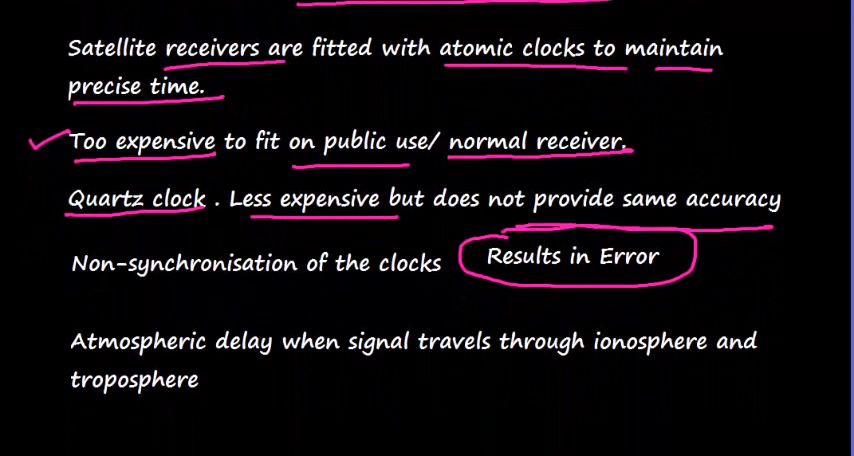 Satellite receivers are fitted with atomic clocks to maintain
precise time.
Too expensive to fit on public use/ normal receiver.
Quartz clock . Less expensive but does not provide same accuracy
Non-synchronisation of the clocks Results in Error
Atmospheric delay when signal travels through ionosphere and
troposphere